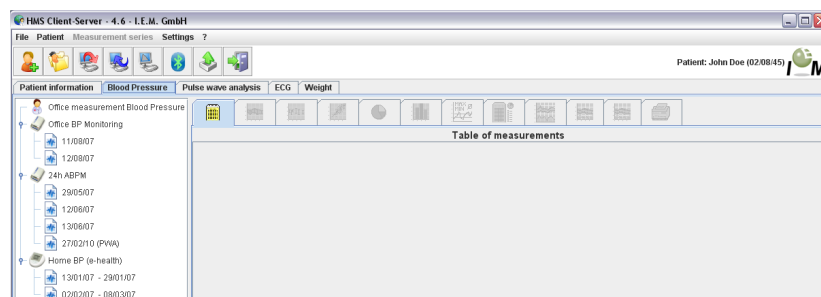 HMS Client-Server - 4.6 - I.E.M. GmbH
File Patient Measurement series Settings ?
Patient: John Doe (02/08/45)
Patient information Blood Pressure Pulse wave analysis ECG Weight
Office measurement Blood Pressure
Office BP Monitoring
11/08/07
12/08/07
24h ABPM
29/05/07
12/06/07
13/06/07
27/02/10 (PWA)
Home BP (e-health)
13/01/07 - 29/01/07
02/02/07 - 08/03/07
Table of measurements